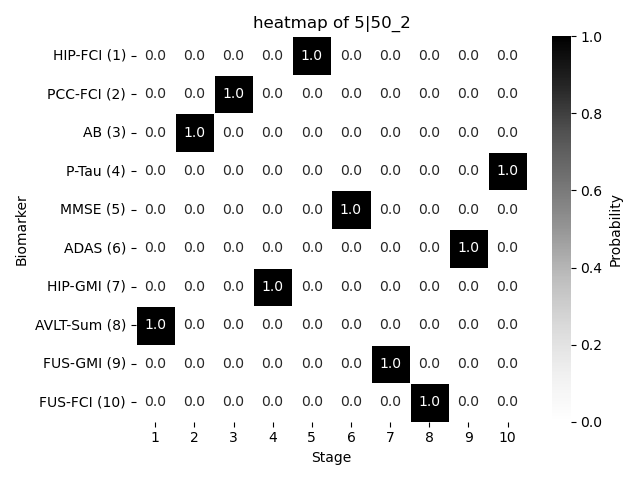 heatmap of 5|50_2
HIP-FCI (1) 0.0 0.0 0.0 0.0 1.0 0.0 0.0 0.0 0.0 0.0
PCC-FCI (2) 0.0 0.0 1.0 0.0 0.0 0.0 0.0 0.0 0.0 0.0
AB (3) 0.0 1.0 0.0 0.0 0.0 0.0 0.0 0.0 0.0 0.0
P-Tau (4) 0.0 0.0 0.0 0.0 0.0 0.0 0.0 0.0 0.0 1.0
MMSE (5) 0.0 0.0 0.0 0.0 0.0 1.0 0.0 0.0 0.0 0.0
ADAS (6) 0.0 0.0 0.0 0.0 0.0 0.0 0.0 0.0 1.0 0.0
HIP-GMI (7) 0.0 0.0 0.0 1.0 0.0 0.0 0.0 0.0 0.0 0.0
AVLT-Sum (8) 1.0 0.0 0.0 0.0 0.0 0.0 0.0 0.0 0.0 0.0
FUS-GMI (9) 0.0 0.0 0.0 0.0 0.0 0.0 1.0 0.0 0.0 0.0
FUS-FCI (10) 0.0 0.0 0.0 0.0 0.0 0.0 0.0 1.0 0.0 0.0
1 2 3 4 5 6 7 8 9 10
Stage
Biomarker
1.0
0.8
0.6
0.4
0.2
0.0
Probability